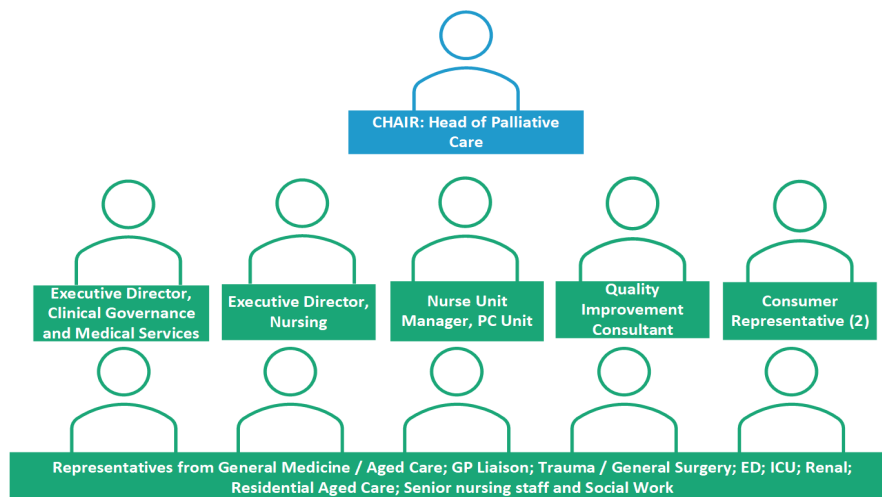 CHAIR: Head of Palliative
Care
Executive Director,
Clinical Governance
and Medical Services
Executive Director,
Nursing
Nurse Unit
Manager, PC Unit
Quality
Improvement
Consultant
Consumer
Representative (2)
Representatives from General Medicine / Aged Care; GP Liaison; Trauma / General Surgery; ED; ICU; Renal;
Residential Aged Care; Senior nursing staff and Social Work